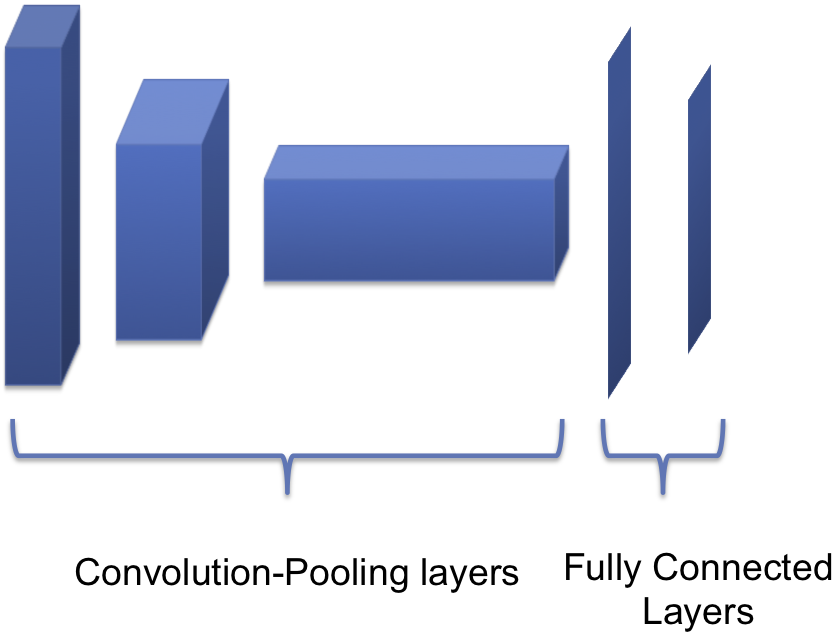 Convolution-Pooling layers
Fully Connected
Layers